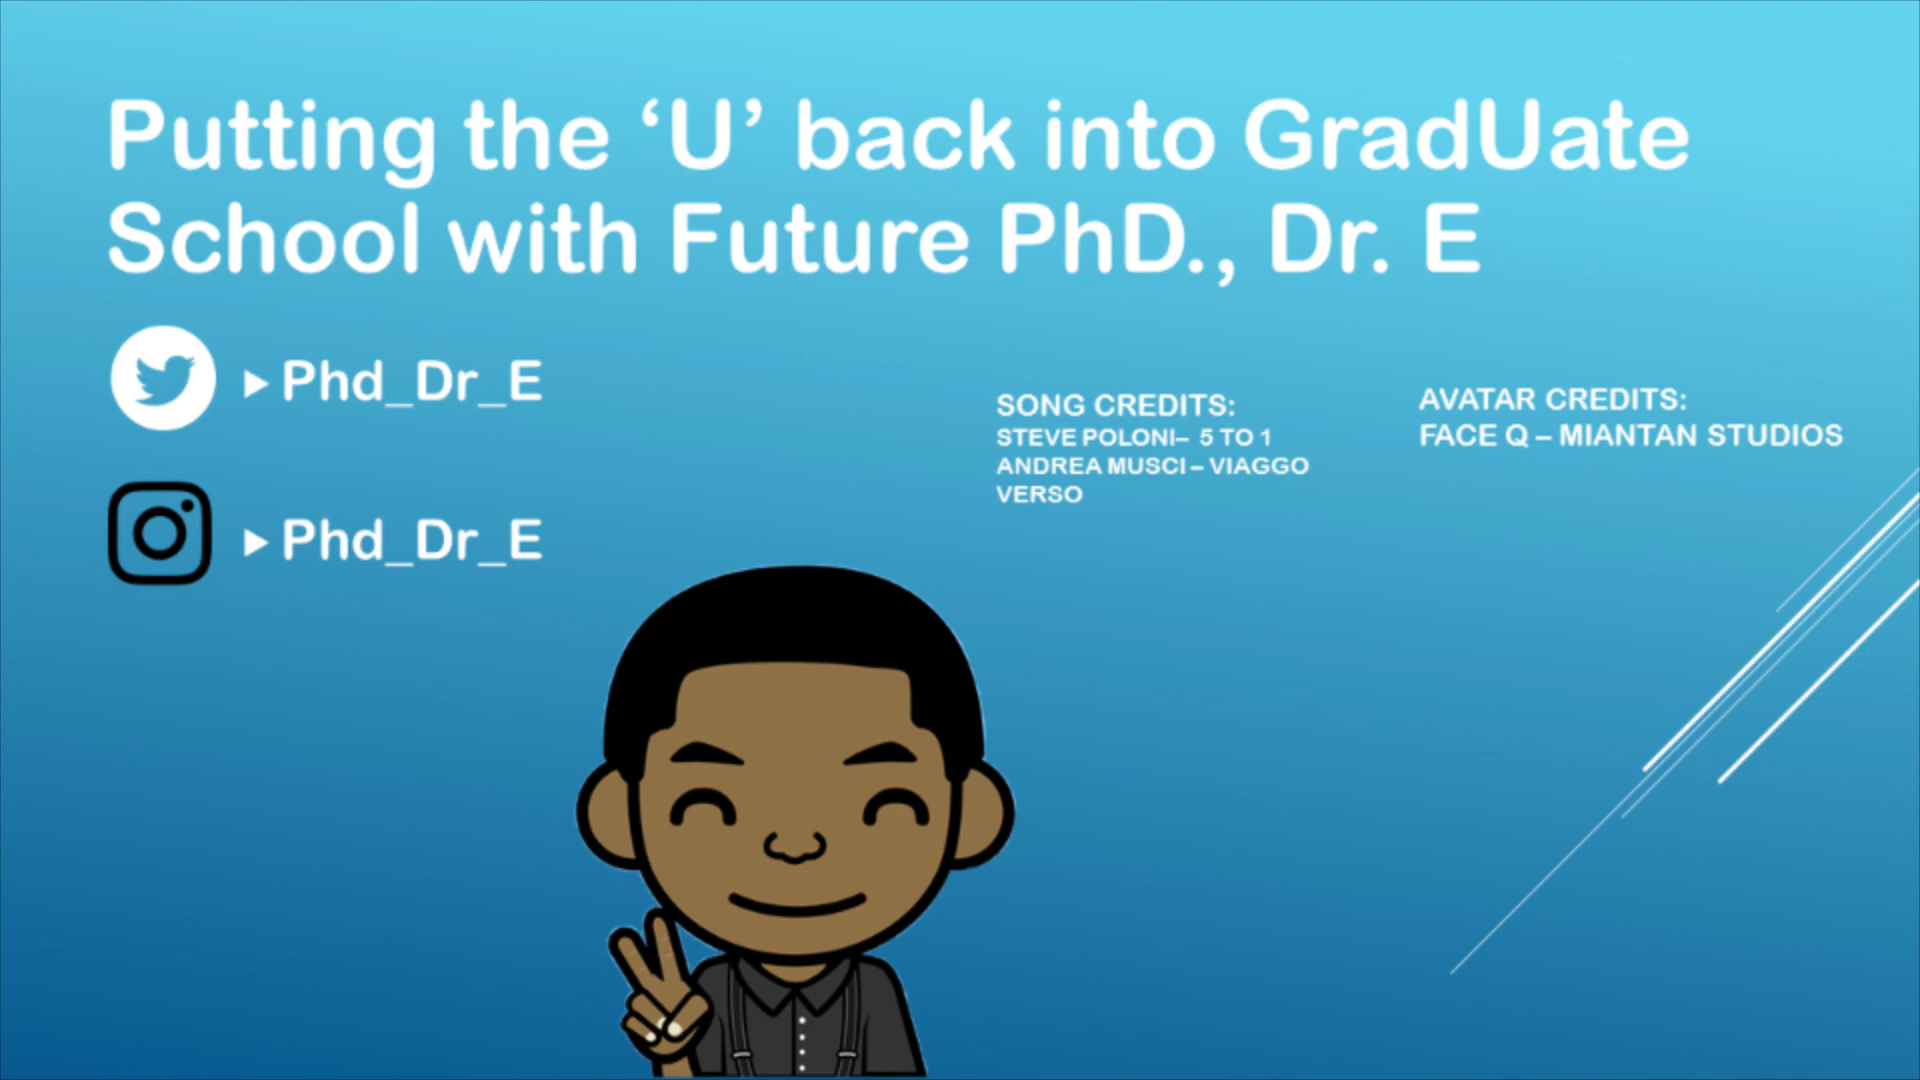 Putting the ‘U’ back into GradUate
School with Future PhD., Dr. E
Phd_Dr_E
Phd_Dr_E
SONG CREDITS:
STEVE POLONI– 5 TO 1
ANDREA MUSCI – VIAGGO
VERSO
AVATAR CREDITS:
FACE Q – MIANTAN STUDIOS